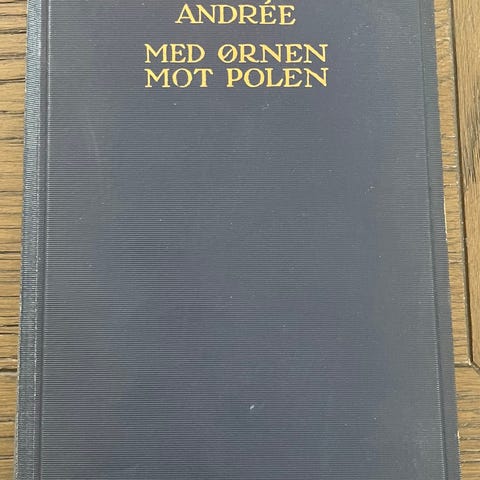 ANDRÉE
MED ØRNEN
MOT POLEN